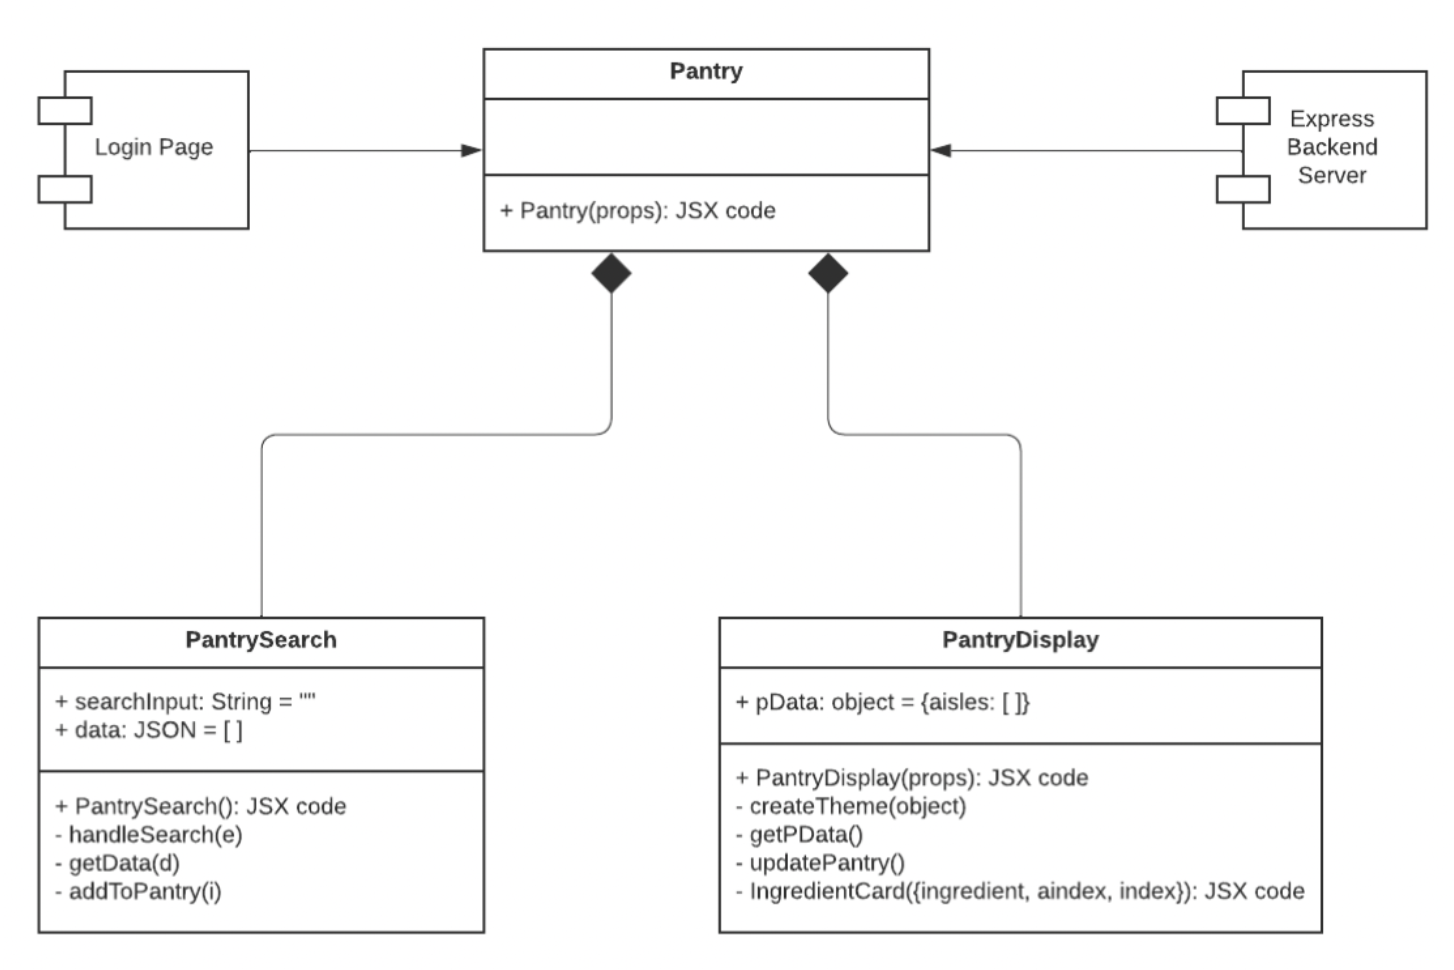 Pantry
+ Pantry(props): JSX code
Login Page
Express
Backend
Server
PantrySearch
+ searchInput: String = ""
+ data: JSON = [ ]
+ PantrySearch(): JSX code
- handleSearch(e)
- getData(d)
- addToPantry(i)
PantryDisplay
+ pData: object = {aisles: [ ]}
+ PantryDisplay(props): JSX code
- createTheme(object)
- getPData()
- updatePantry()
- IngredientCard({ingredient, aindex, index}): JSX code